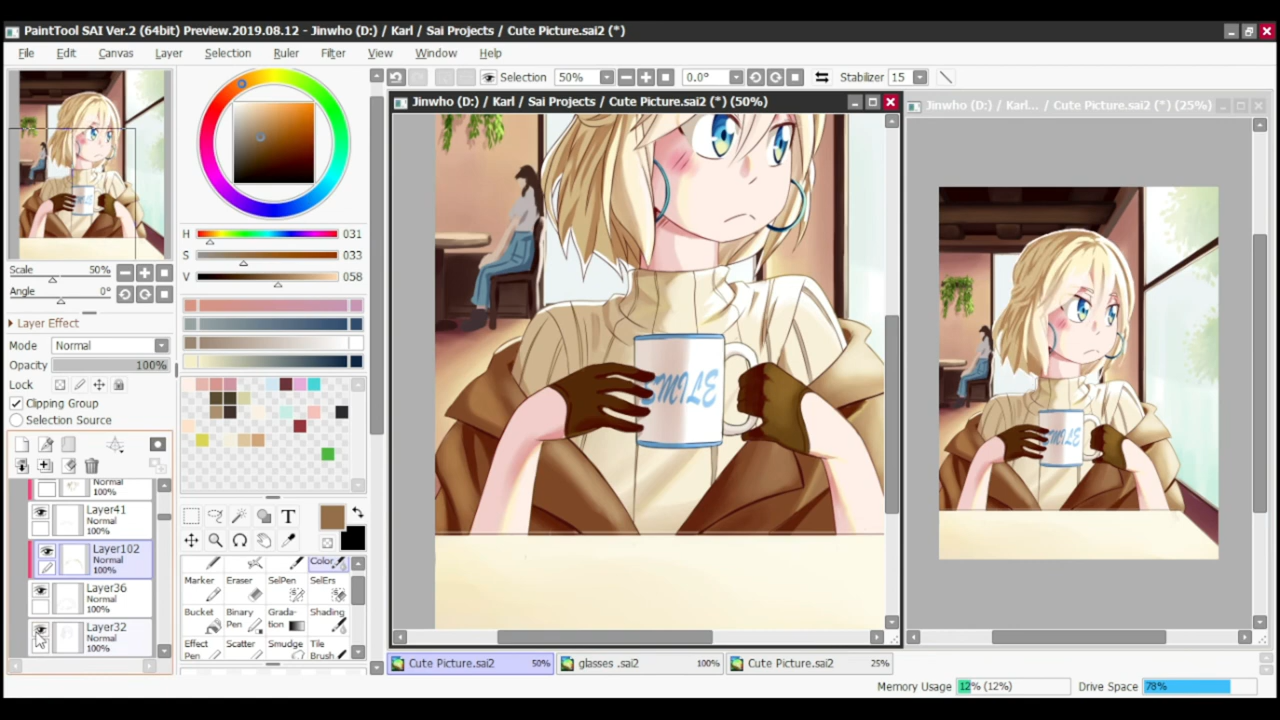 PaintTool SAI Ver.2 (64bit) Preview.2019.08.12 - Jinwho (D:) / Karl / Sai Projects / Cute Picture.sai2 (*)
File Edit Canvas Layer Selection Ruler Filter View Window Help
Selection 50% 0.0° Stabilizer 15
Jinwho (D:) / Karl / Sai Projects / Cute Picture.sai2 (*) (50%)
Jinwho (D:) / Karl... / Cute Picture.sai2 (*) (25%)
H 031
S 033
V 058
Scale 50%
Angle 0°
Layer Effect
Mode Normal
Opacity 100%
Lock
Clipping Group
Selection Source
Normal
100%
Layer41
Normal
100%
Layer102
Normal
100%
Layer36
Normal
100%
Layer32
Normal
100%
T
Color
Marker Eraser SelPen SelErs
Bucket Binary Pen Grada-tion Shading
Effect Pen Scatter Smudge Tile Brush
SMILE
SMILE
Cute Picture.sai2 50% glasses .sai2 100% Cute Picture.sai2 25%
Memory Usage 12% (12%) Drive Space 78%